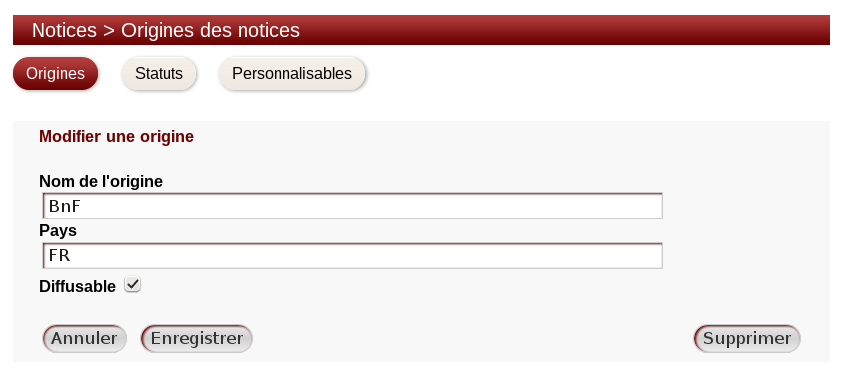 Notices > Origines des notices
Origines Statuts Personnalisables
Modifier une origine
Nom de l'origine
BnF
Pays
FR
Diffusable
Annuler Enregistrer Supprimer